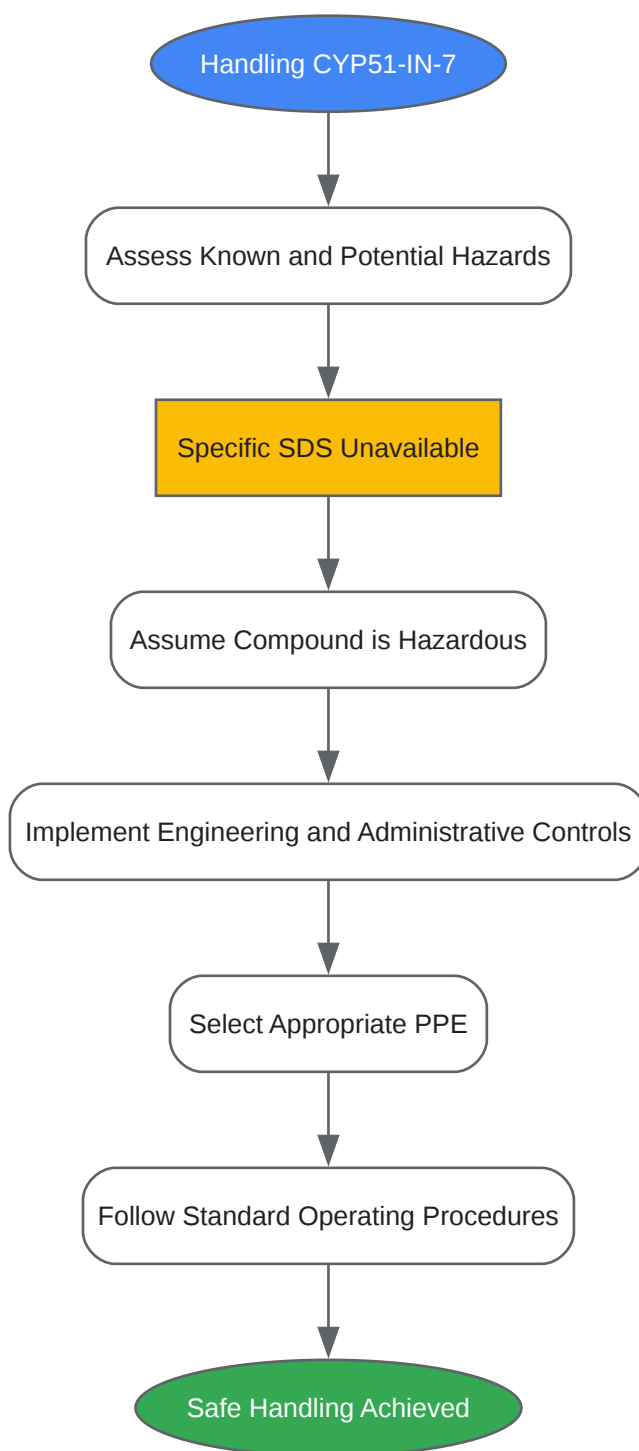 Handling CYP51-IN-7
Assess Known and Potential Hazards
Specific SDS Unavailable
Assume Compound is Hazardous
Implement Engineering and Administrative Controls
Select Appropriate PPE
Follow Standard Operating Procedures
Safe Handling Achieved